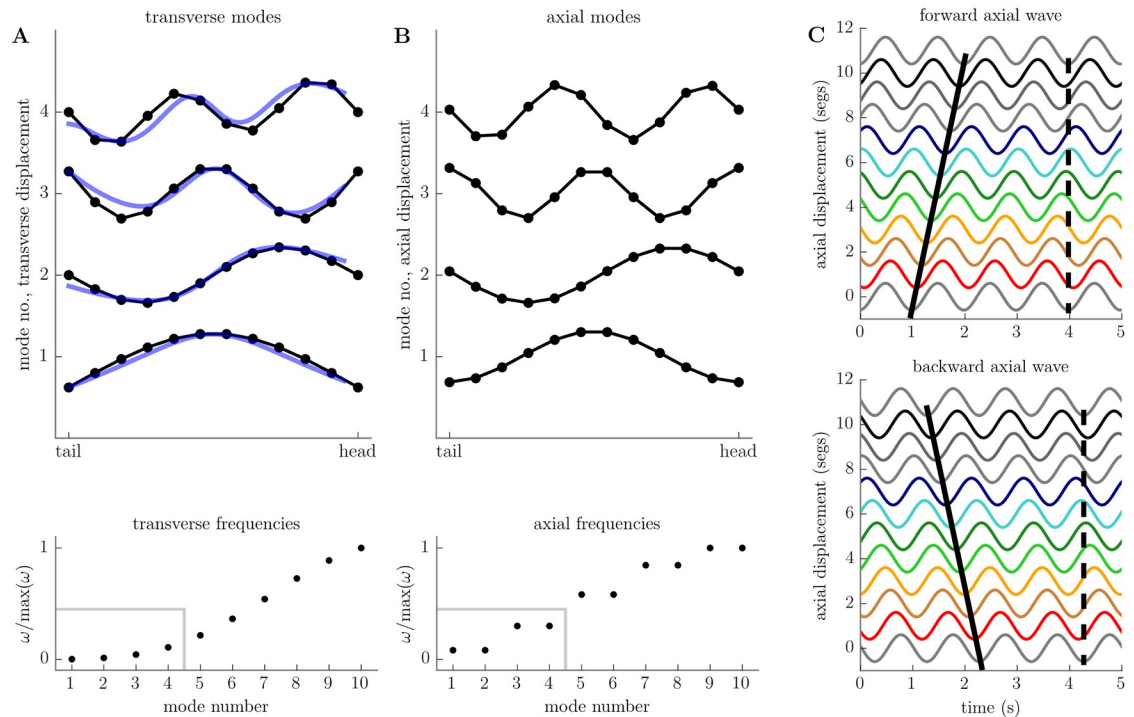 A
transverse modes
mode no., transverse displacement
4
3
2
1
tail
head
transverse frequencies
ω/max(ω)
1
0
1 2 3 4 5 6 7 8 9 10
mode number
B
axial modes
mode no., axial displacement
4
3
2
1
tail
head
axial frequencies
ω/max(ω)
1
0
1 2 3 4 5 6 7 8 9 10
mode number
C
forward axial wave
axial displacement (segs)
12
10
8
6
4
2
0
0 1 2 3 4 5
backward axial wave
axial displacement (segs)
12
10
8
6
4
2
0
0 1 2 3 4 5
time (s)